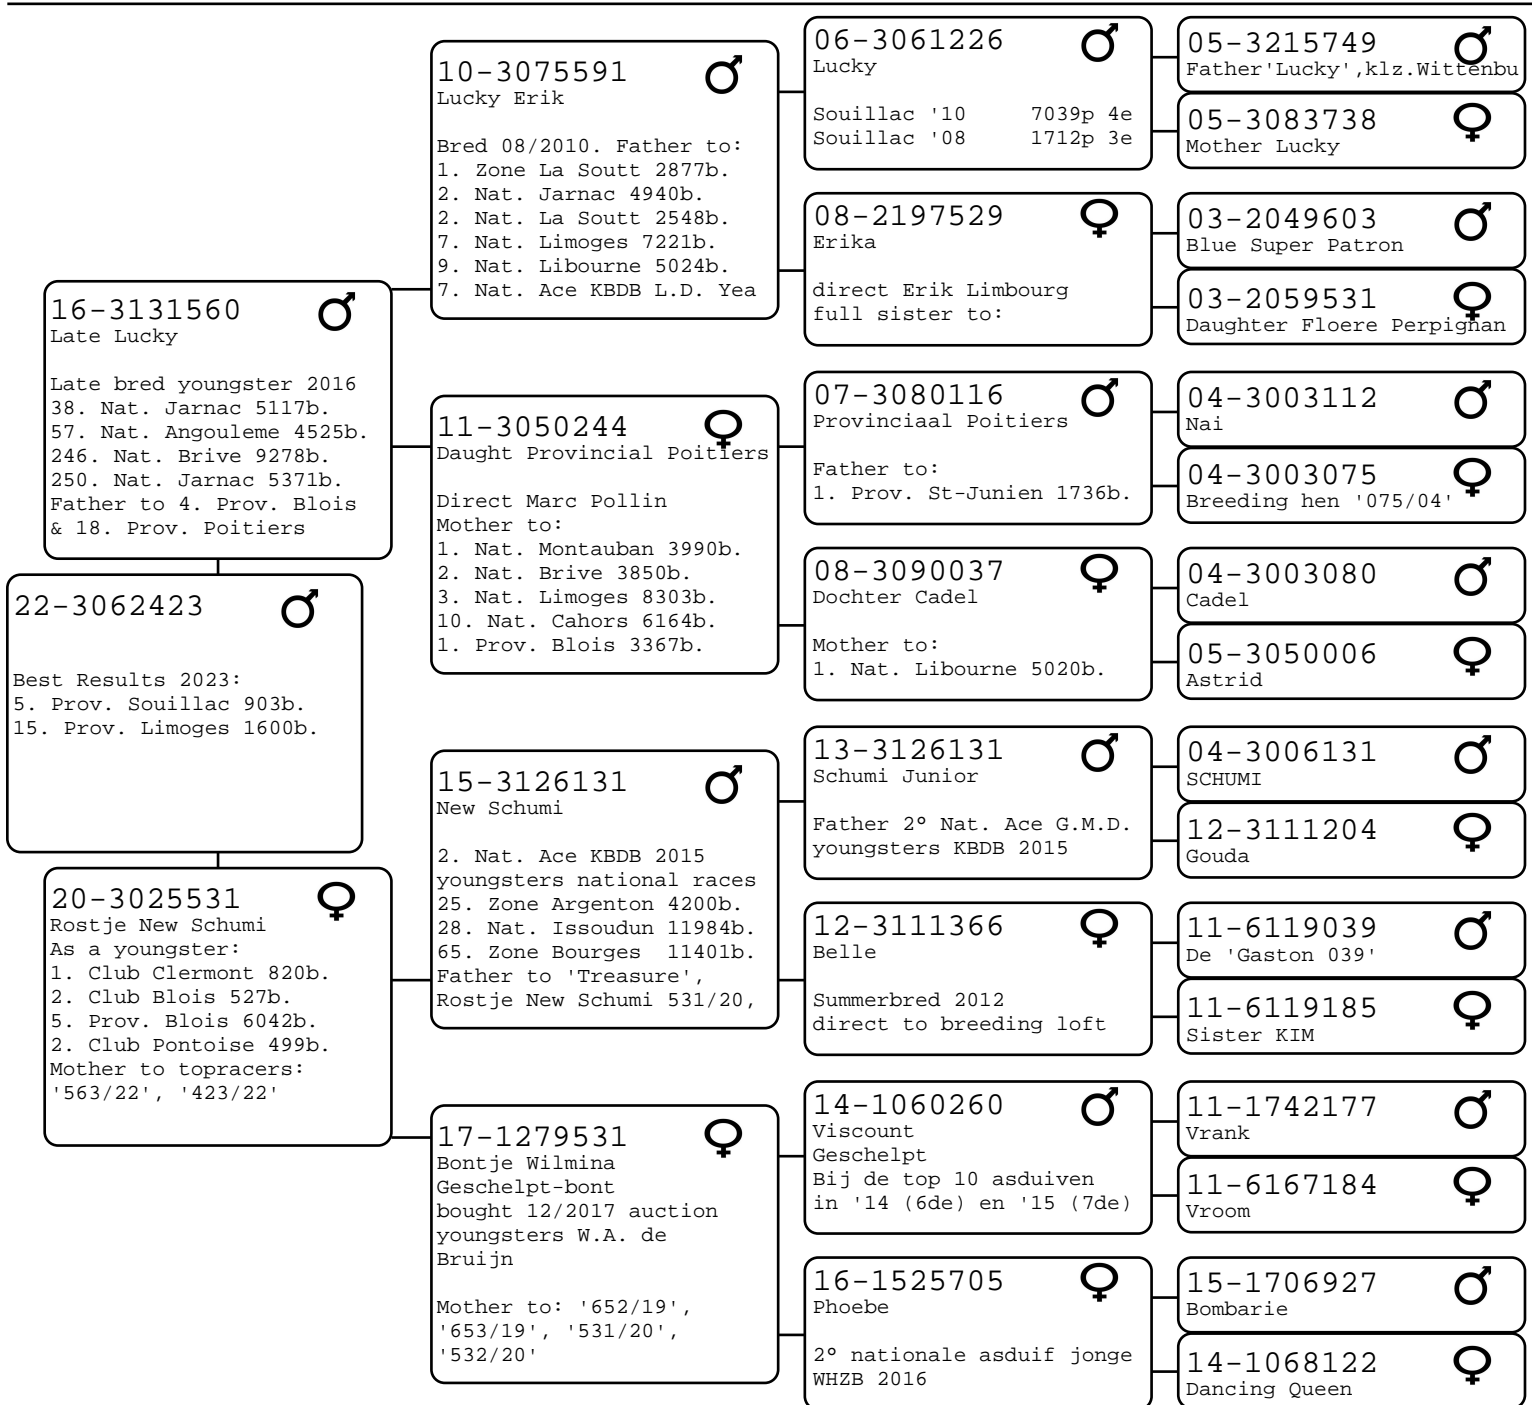 22-3062423
Best Results 2023:
5. Prov. Souillac 903b.
15. Prov. Limoges 1600b.
16-3131560
Late Lucky
Late bred youngster 2016
38. Nat. Jarnac 5117b.
57. Nat. Angouleme 4525b.
246. Nat. Brive 9278b.
250. Nat. Jarnac 5371b.
Father to 4. Prov. Blois
& 18. Prov. Poitiers
20-3025531
Rostje New Schumi
As a youngster:
1. Club Clermont 820b.
2. Club Blois 527b.
5. Prov. Blois 6042b.
2. Club Pontoise 499b.
Mother to topracers:
'563/22', '423/22'
10-3075591
Lucky Erik
Bred 08/2010. Father to:
1. Zone La Soutt 2877b.
2. Nat. Jarnac 4940b.
2. Nat. La Soutt 2548b.
7. Nat. Limoges 7221b.
9. Nat. Libourne 5024b.
7. Nat. Ace KBDB L.D. Yea
11-3050244
Daught Provincial Poitiers
Direct Marc Pollin
Mother to:
1. Nat. Montauban 3990b.
2. Nat. Brive 3850b.
3. Nat. Limoges 8303b.
10. Nat. Cahors 6164b.
1. Prov. Blois 3367b.
15-3126131
New Schumi
2. Nat. Ace KBDB 2015
youngsters national races
25. Zone Argenton 4200b.
28. Nat. Issoudun 11984b.
65. Zone Bourges 11401b.
Father to 'Treasure',
Rostje New Schumi 531/20,
17-1279531
Bontje Wilmina
Geschelpt-bont
bought 12/2017 auction
youngsters W.A. de
Bruijn
Mother to: '652/19',
'653/19', '531/20',
'532/20'
06-3061226
Lucky
Souillac '10 7039p 4e
Souillac '08 1712p 3e
08-2197529
Erika
direct Erik Limbourg
full sister to:
07-3080116
Provinciaal Poitiers
Father to:
1. Prov. St-Junien 1736b.
08-3090037
Dochter Cadel
Mother to:
1. Nat. Libourne 5020b.
13-3126131
Schumi Junior
Father 2° Nat. Ace G.M.D.
youngsters KBDB 2015
12-3111366
Belle
Summerbred 2012
direct to breeding loft
14-1060260
Viscount
Geschelpt
Bij de top 10 asduiven
in '14 (6de) en '15 (7de)
16-1525705
Phoebe
2° nationale asduif jonge
WHZB 2016
05-3215749
Father'Lucky',klz.Wittenbu
05-3083738
Mother Lucky
03-2049603
Blue Super Patron
03-2059531
Daughter Floere Perpignan
04-3003112
Nai
04-3003075
Breeding hen '075/04'
04-3003080
Cadel
05-3050006
Astrid
04-3006131
SCHUMI
12-3111204
Gouda
11-6119039
De 'Gaston 039'
11-6119185
Sister KIM
11-1742177
Vrank
11-6167184
Vroom
15-1706927
Bombarie
14-1068122
Dancing Queen